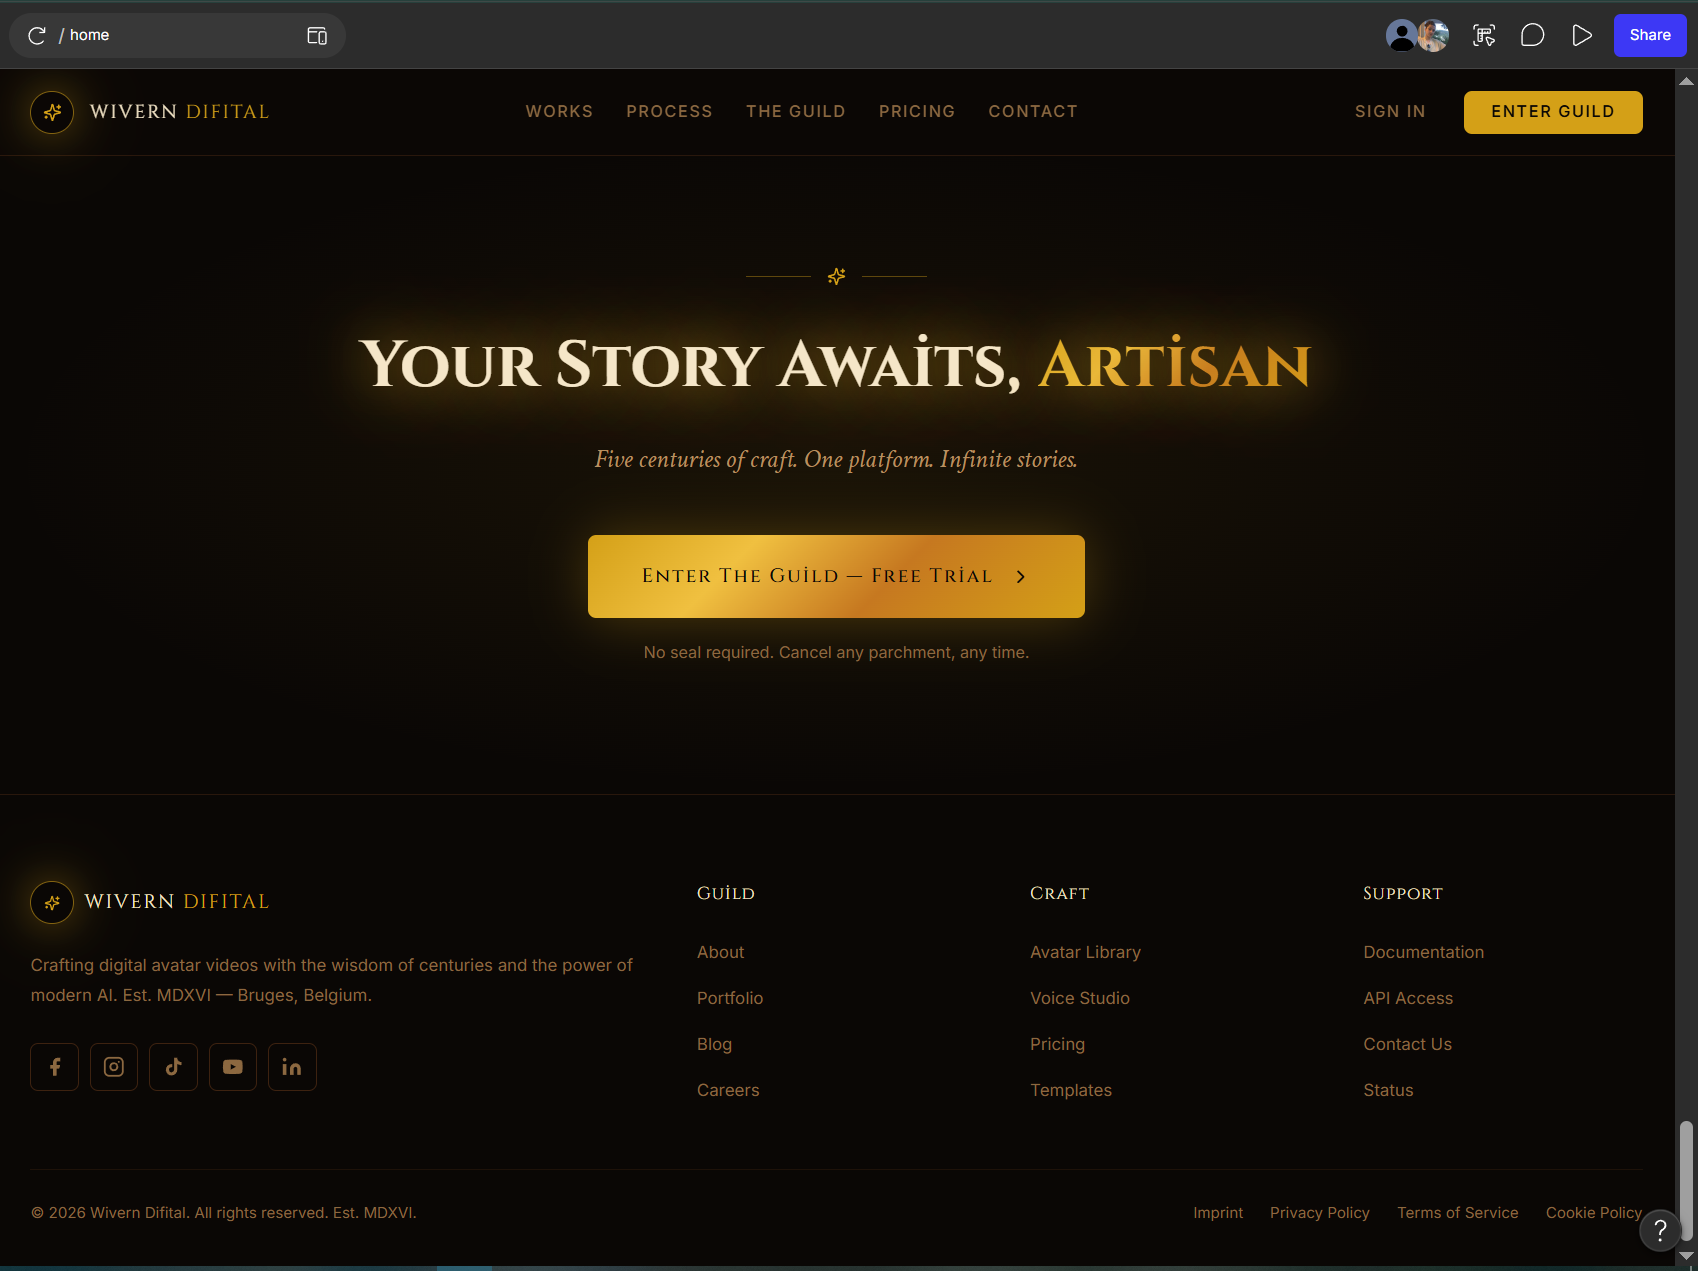 / home
Share
WIVERN DIFITAL
WORKS PROCESS THE GUILD PRICING CONTACT
SIGN IN ENTER GUILD
Your Story Awaits, Artisan
Five centuries of craft. One platform. Infinite stories.
Enter The Guild — Free Trial
No seal required. Cancel any parchment, any time.
WIVERN DIFITAL
Crafting digital avatar videos with the wisdom of centuries and the power of
modern AI. Est. MDXVI — Bruges, Belgium.
Guild
About
Portfolio
Blog
Careers
Craft
Avatar Library
Voice Studio
Pricing
Templates
Support
Documentation
API Access
Contact Us
Status
© 2026 Wivern Difital. All rights reserved. Est. MDXVI.
Imprint Privacy Policy Terms of Service Cookie Policy
?